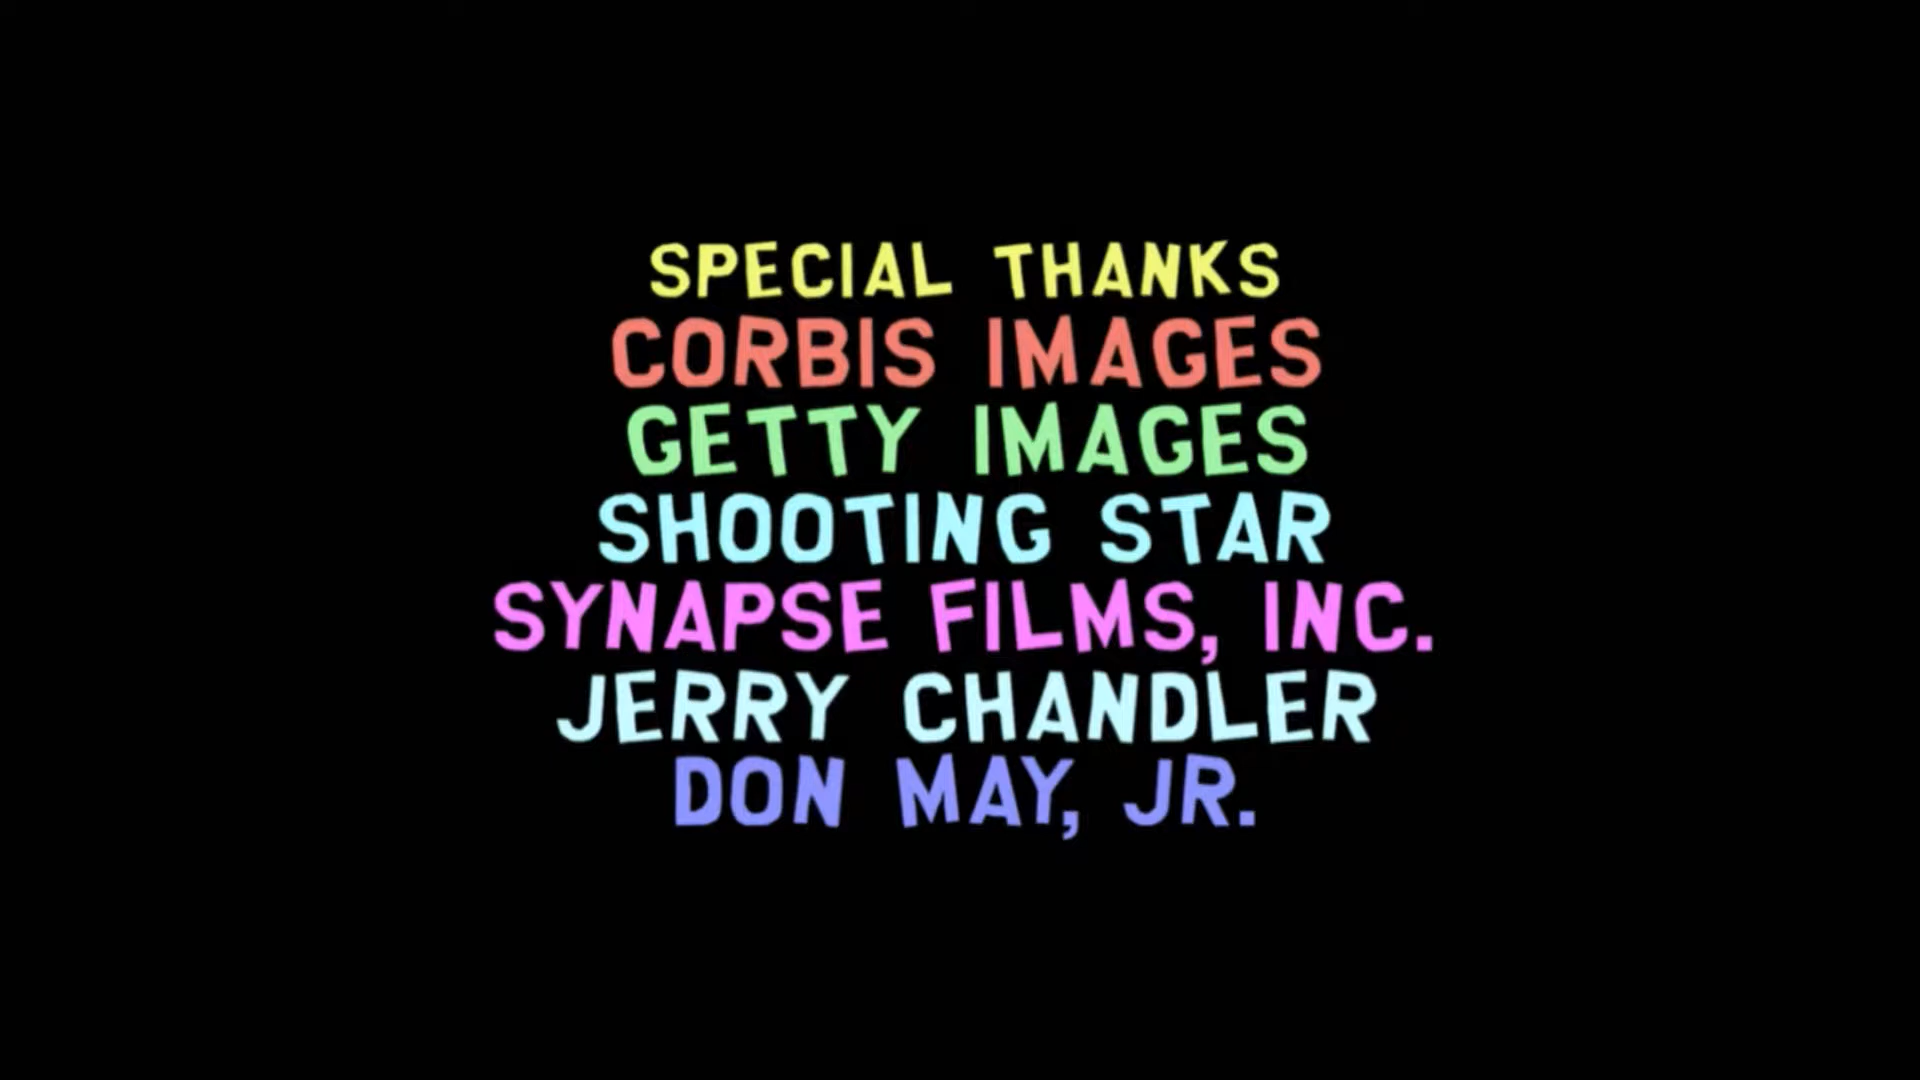 SPECIAL THANKS
CORBIS IMAGES
GETTY IMAGES
SHOOTING STAR
SYNAPSE FILMS, INC.
JERRY CHANDLER
DON MAY, JR.